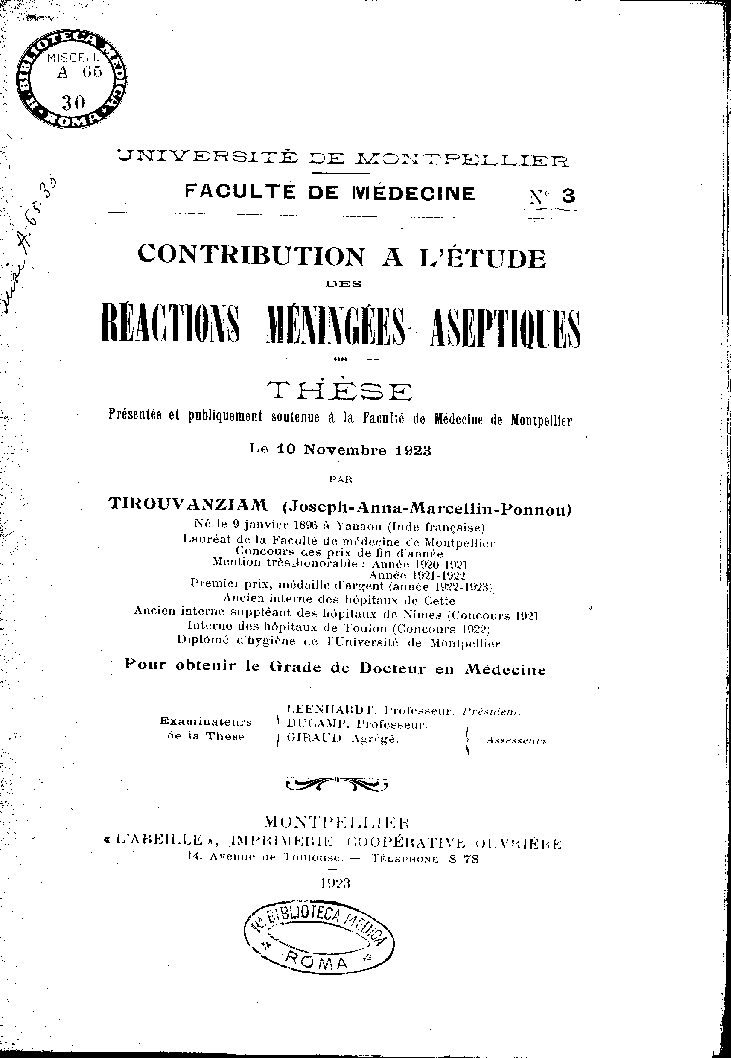 BIBLIOTECA MEDICA
MISCELL.
A 65
30
ROMA
A.65.30
UNIVERSITÉ DE MONTPELLIER
FACULTÉ DE MÉDECINE No 3
CONTRIBUTION A L'ÉTUDE
DES
RÉACTIONS MÉNINGÉES ASEPTIQUES
THÈSE
Présentée et publiquement soutenue à la Faculté de Médecine de Montpellier
Le 10 Novembre 1923
PAR
TIROUVANZIAM (Joseph-Anna-Marcellin-Ponnou)
Né le 9 janvier 1896 à Yanaon (Inde française)
Lauréat de la Faculté de médecine de Montpellier
Concours des prix de fin d'année
Mention très honorable : Année 1920-1921
Année 1921-1922
Premier prix, médaille d'argent (année 1922-1923)
Ancien interne des hôpitaux de Cette
Ancien interne suppléant des hôpitaux de Nîmes (Concours 1921
Interne des hôpitaux de Toulon (Concours 1922)
Diplômé d'hygiène de l'Université de Montpellier
Pour obtenir le Grade de Docteur en Médecine
Examinateurs de la Thèse
LEENHARDT, Professeur, Président.
DUCAMP, Professeur.
GIRAUD Agrégé.
Assesseurs
MONTPELLIER
« L'ABEILLE », IMPRIMERIE COOPÉRATIVE OUVRIÈRE
14, Avenue de Toulouse. — TÉLÉPHONE 8-78
1923
Ra BIBLIOTECA MEDICA
* ROMA *